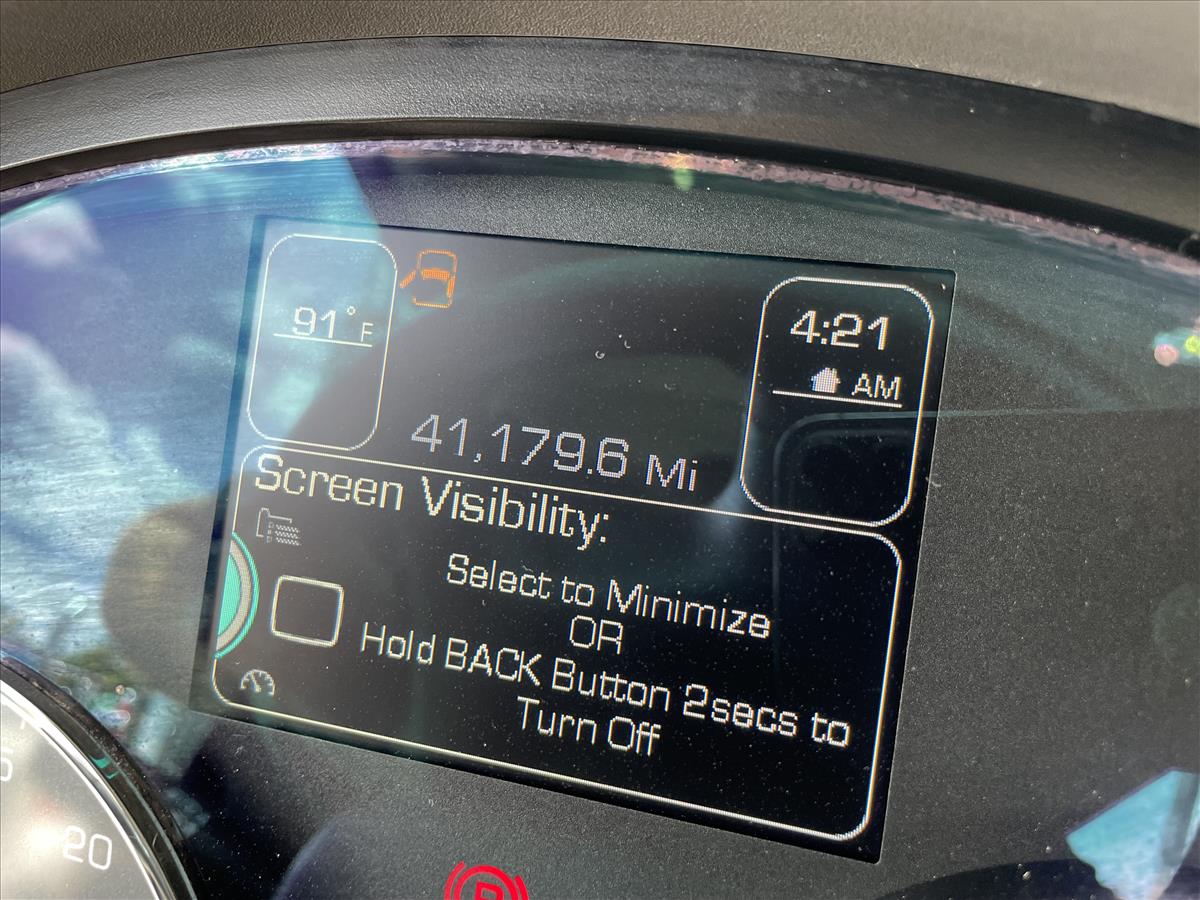 91°F
4:21
AM
41,179.6 Mi
Screen Visibility:
Select to Minimize
OR
Hold BACK Button 2secs to
Turn Off
5
20
P